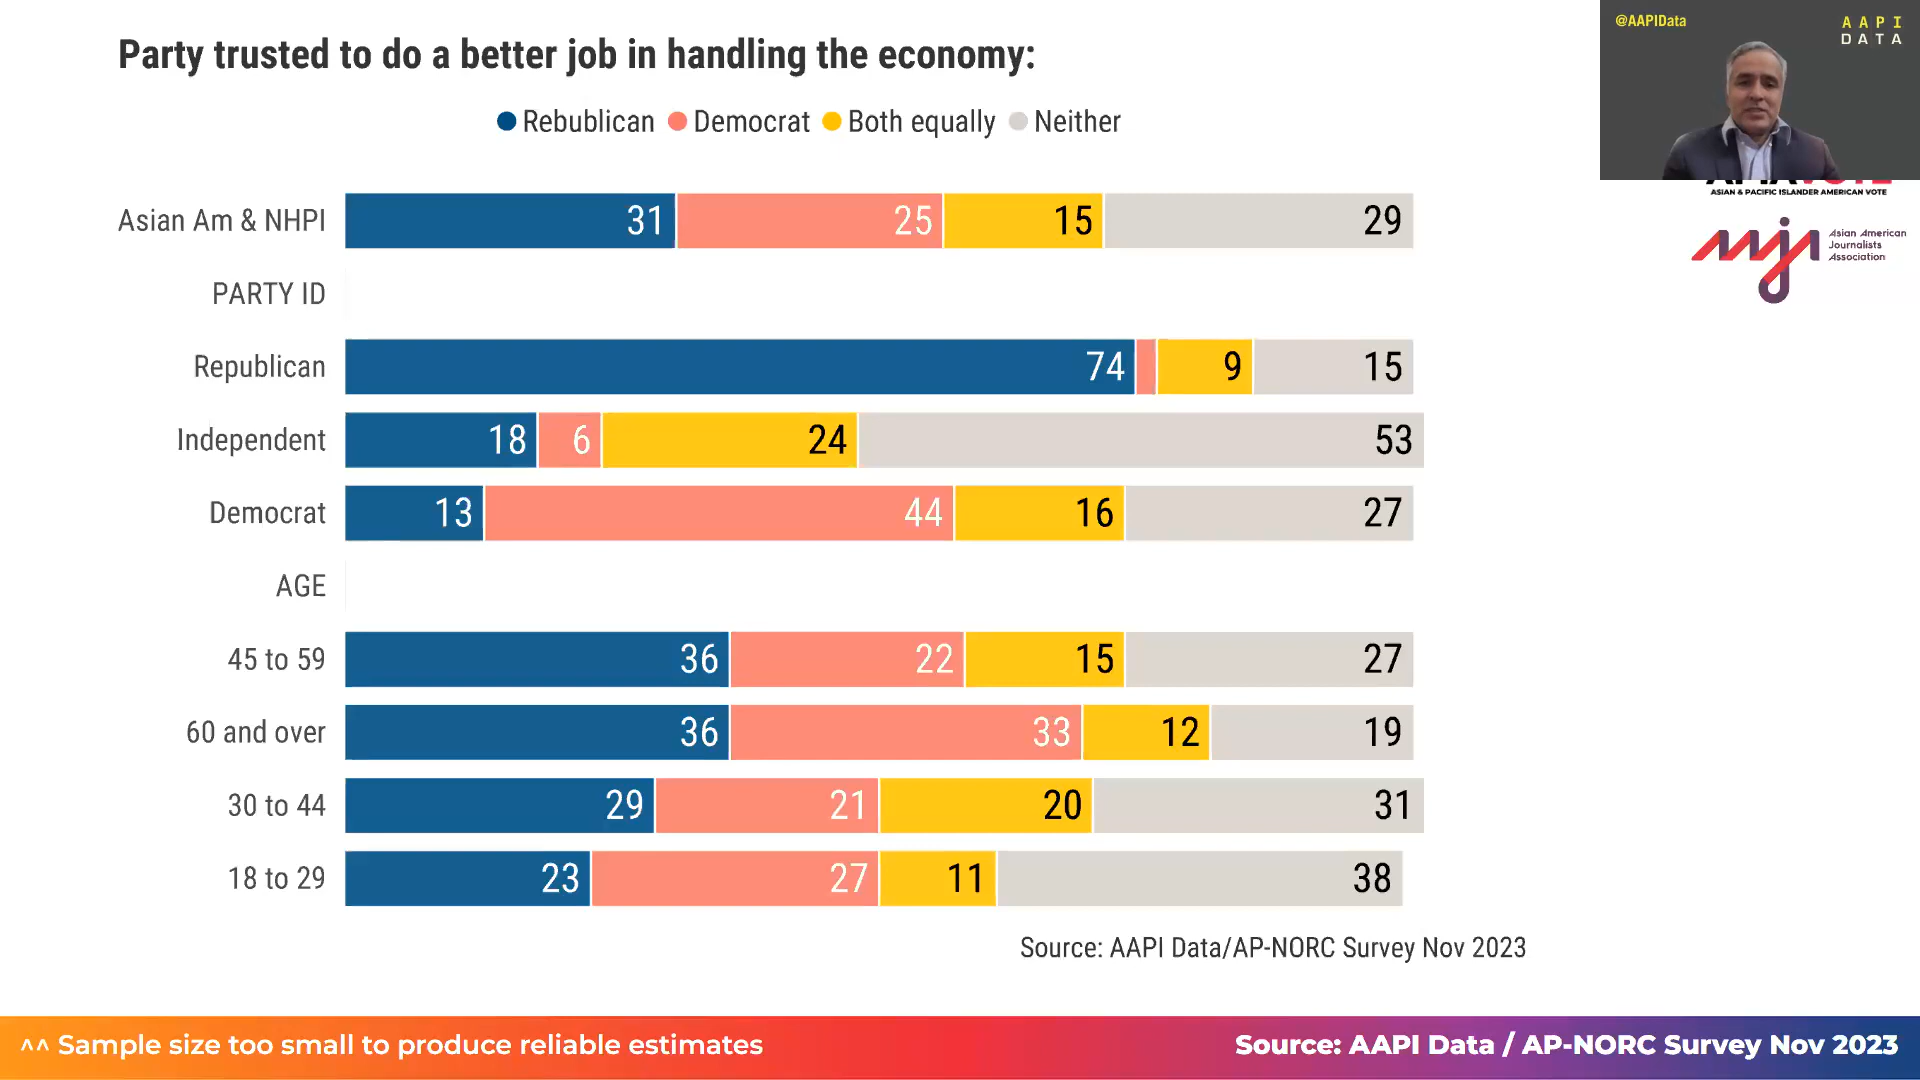 Party trusted to do a better job in handling the economy:
Rebublican Democrat Both equally Neither
Asian Am & NHPI 31 25 15 29
PARTY ID
Republican 74 9 15
Independent 18 6 24 53
Democrat 13 44 16 27
AGE
45 to 59 36 22 15 27
60 and over 36 33 12 19
30 to 44 29 21 20 31
18 to 29 23 27 11 38
Source: AAPI Data/AP-NORC Survey Nov 2023
@AAPIData
AAPI
DATA
ASIAN & PACIFIC ISLANDER AMERICAN VOTE
Asian American
Journalists
Association
^^ Sample size too small to produce reliable estimates
Source: AAPI Data / AP-NORC Survey Nov 2023